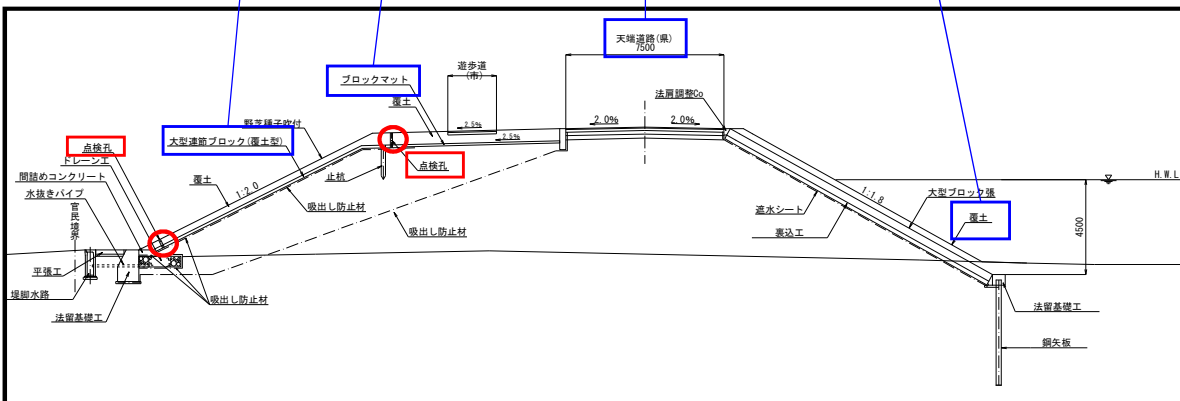 天端道路(県)
7500
遊歩道
(市)
ブロックマット
覆土
法肩調整Co
2.0%
2.0%
2.5%
2.5%
野芝種子吹付
大型連節ブロック(覆土型)
点検孔
ドレーン工
間詰めコンクリート
水抜きパイプ
官民境界
覆土
1:2.0
止杭
点検孔
吸出し防止材
吸出し防止材
H.W.L
1:1.8
大型ブロック張
遮水シート
裏込工
覆土
4500
平張工
堤脚水路
法留基礎工
吸出し防止材
法留基礎工
鋼矢板